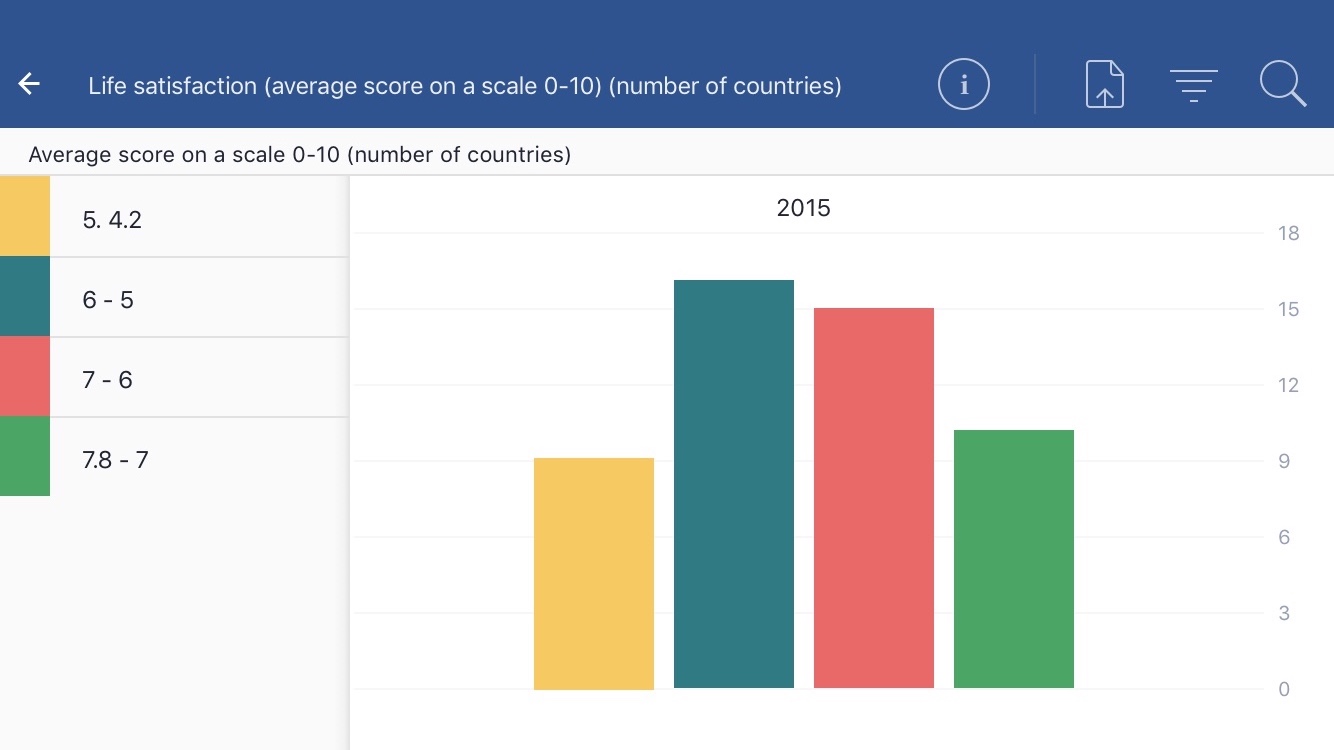 Life satisfaction (average score on a scale 0-10) (number of countries)
i
Average score on a scale 0-10 (number of countries)
5. 4.2
6 - 5
7 - 6
7.8 - 7
2015
18
15
12
9
6
3
0